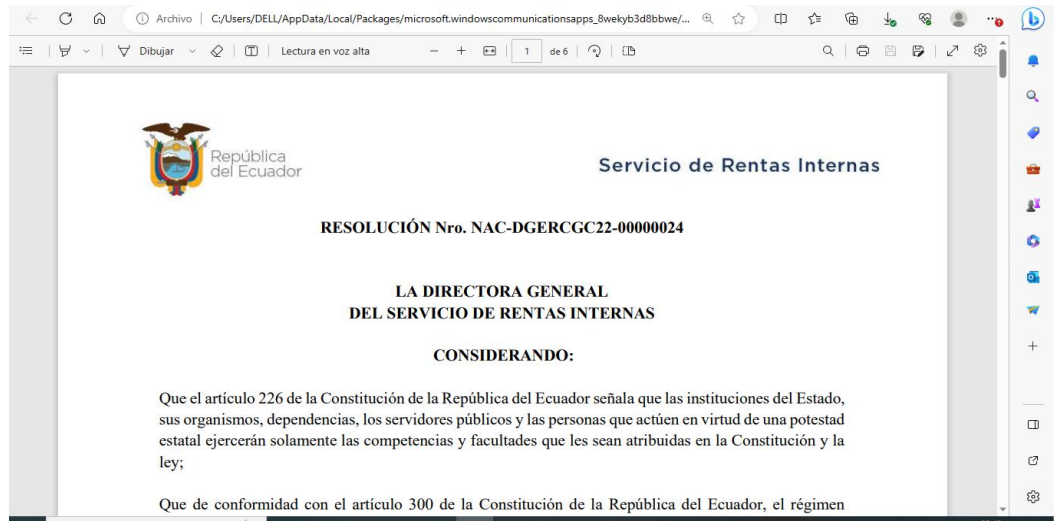 Archivo | C:/Users/DELL/AppData/Local/Packages/microsoft.windowscommunicationsapps_8wekyb3d8bbwe/...
Dibujar | Lectura en voz alta 1 de 6
República
del Ecuador
Servicio de Rentas Internas
RESOLUCIÓN Nro. NAC-DGERCGC22-00000024
LA DIRECTORA GENERAL
DEL SERVICIO DE RENTAS INTERNAS
CONSIDERANDO:
Que el artículo 226 de la Constitución de la República del Ecuador señala que las instituciones del Estado,
sus organismos, dependencias, los servidores públicos y las personas que actúen en virtud de una potestad
estatal ejercerán solamente las competencias y facultades que les sean atribuidas en la Constitución y la
ley;
Que de conformidad con el artículo 300 de la Constitución de la República del Ecuador, el régimen